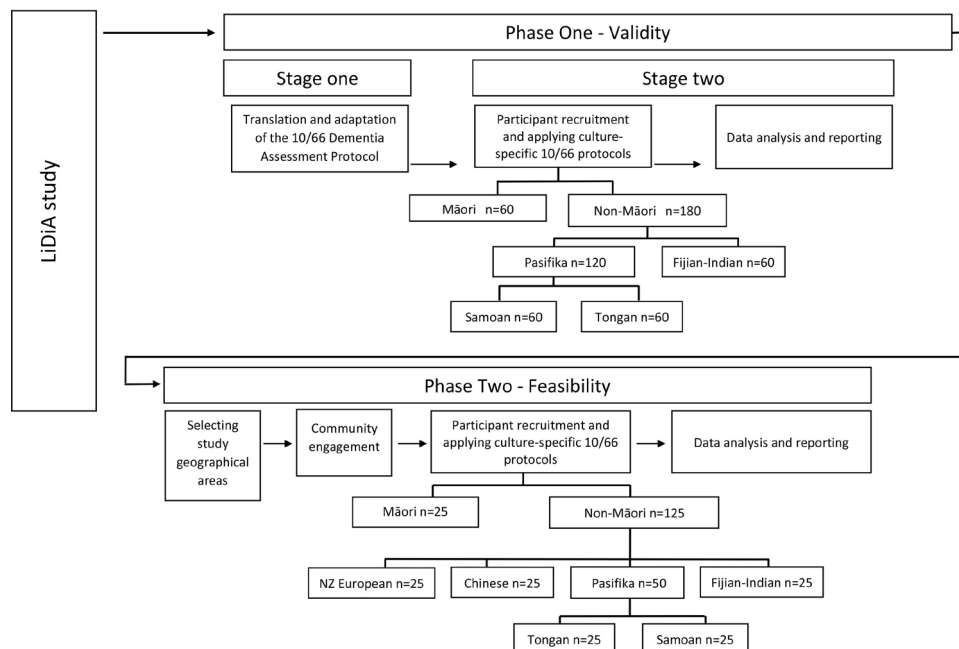 LiDiA study
Phase One - Validity
Stage one
Stage two
Translation and adaptation
of the 10/66 Dementia
Assessment Protocol
Participant recruitment
and applying culture-
specific 10/66 protocols
Data analysis and reporting
Māori n=60
Non-Māori n=180
Pasifika n=120
Fijian-Indian n=60
Samoan n=60
Tongan n=60
Phase Two - Feasibility
Selecting
study
geographical
areas
Community
engagement
Participant recruitment and
applying culture-specific 10/66
protocols
Data analysis and reporting
Māori n=25
Non-Māori n=125
NZ European n=25
Chinese n=25
Pasifika n=50
Fijian-Indian n=25
Tongan n=25
Samoan n=25